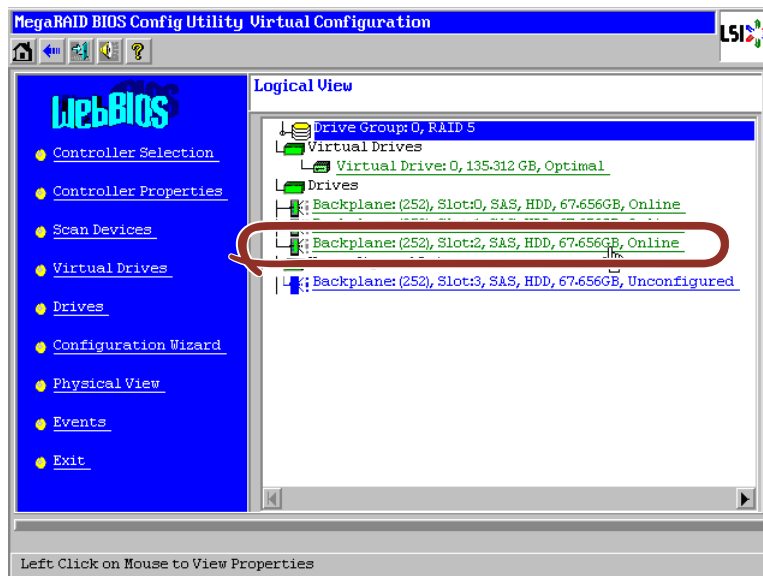 MegaRAID BIOS Config Utility Virtual Configuration
LSI
WebBIOS
Controller Selection
Controller Properties
Scan Devices
Virtual Drives
Drives
Configuration Wizard
Physical View
Events
Exit
Logical View
Drive Group: 0, RAID 5
Virtual Drives
Virtual Drive: 0, 135.312 GB, Optimal
Drives
Backplane: (252), Slot:0, SAS, HDD, 67.656GB, Online
Backplane: (252), Slot:2, SAS, HDD, 67.656GB, Online
Backplane: (252), Slot:3, SAS, HDD, 67.656GB, Unconfigured
Left Click on Mouse to View Properties